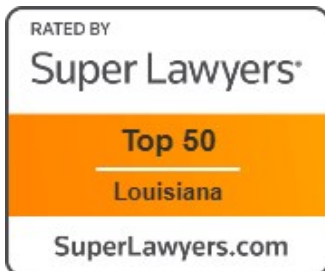 RATED BY
Super Lawyers®
Top 50
Louisiana
SuperLawyers.com